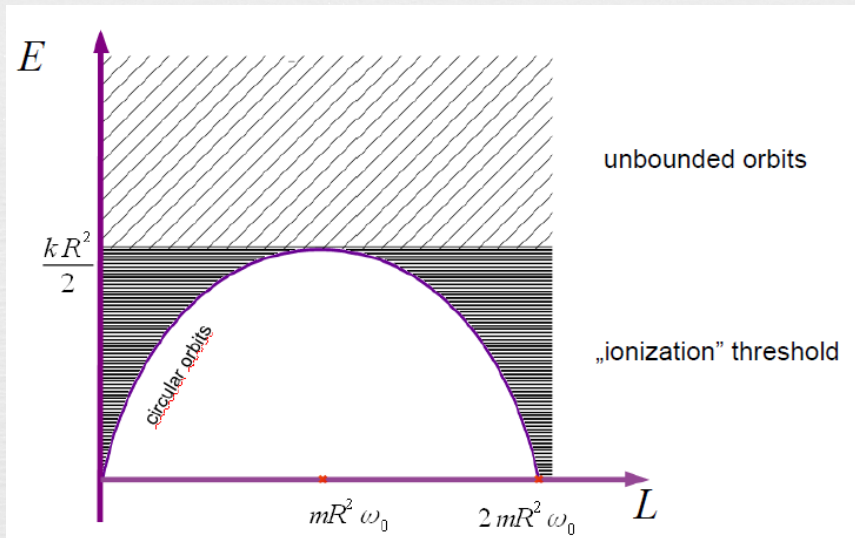 E
unbounded orbits
kR²
2
circular orbits
„ionization” threshold
mR² ω₀
2 mR² ω₀
L